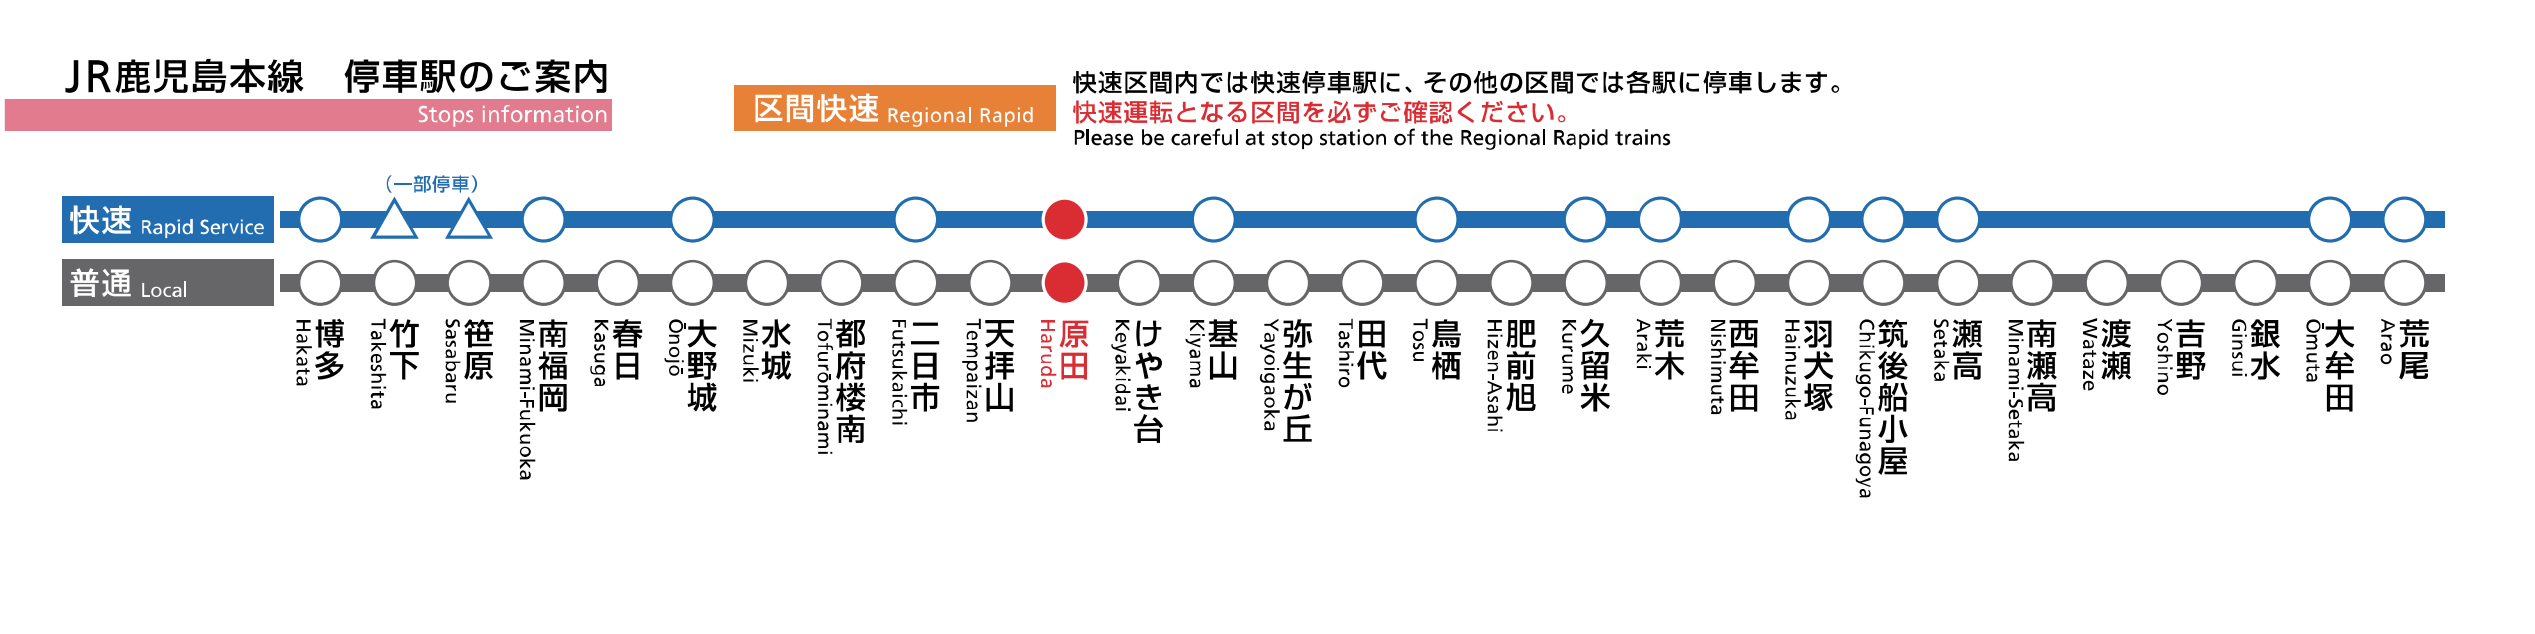 JR鹿児島本線　停車駅のご案内
Stops information
区間快速 Regional Rapid
快速区間内では快速停車駅に、その他の区間では各駅に停車します。
快速運転となる区間を必ずご確認ください。
Please be careful at stop station of the Regional Rapid trains
（一部停車）
快速 Rapid Service
普通 Local
博多
Hakata
竹下
Takeshita
笹原
Sasabaru
南福岡
Minami-Fukuoka
春日
Kasuga
大野城
Ōnojō
水城
Mizuki
都府楼南
Tofurōminami
二日市
Futsukaichi
天拝山
Tempaizan
原田
Haruda
けやき台
Keyakidai
基山
Kiyama
弥生が丘
Yayoigaoka
田代
Tashiro
鳥栖
Tosu
肥前旭
Hizen-Asahi
久留米
Kurume
荒木
Araki
西牟田
Nishimuta
羽犬塚
Hainuzuka
筑後船小屋
Chikugo-Funagoya
瀬高
Setaka
南瀬高
Minami-Setaka
渡瀬
Wataze
吉野
Yoshino
銀水
Ginsui
大牟田
Ōmuta
荒尾
Arao